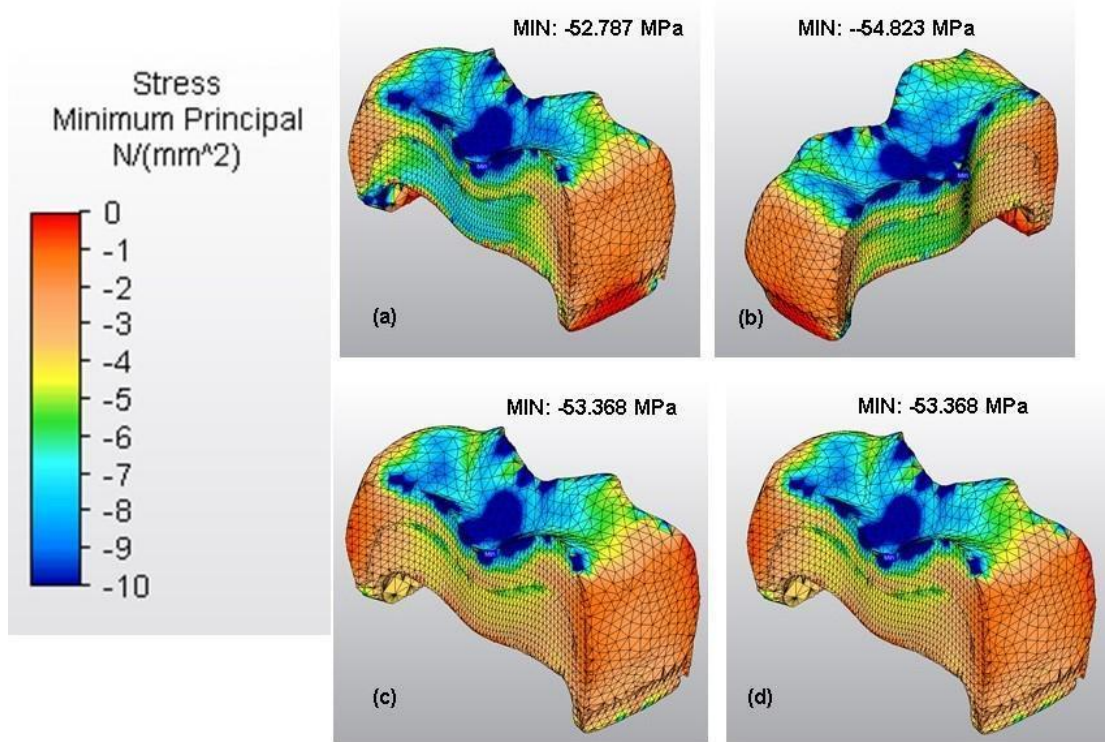 Stress
Minimum Principal
N/(mm^2)
0
-1
-2
-3
-4
-5
-6
-7
-8
-9
-10
MIN: -52.787 MPa
(a)
MIN: --54.823 MPa
(b)
MIN: -53.368 MPa
(c)
MIN: -53.368 MPa
(d)